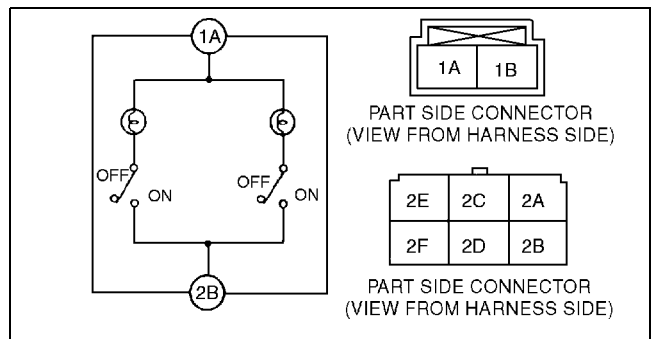 1A
OFF
ON
OFF
ON
2B
1A 1B
PART SIDE CONNECTOR
(VIEW FROM HARNESS SIDE)
2E 2C 2A
2F 2D 2B
PART SIDE CONNECTOR
(VIEW FROM HARNESS SIDE)